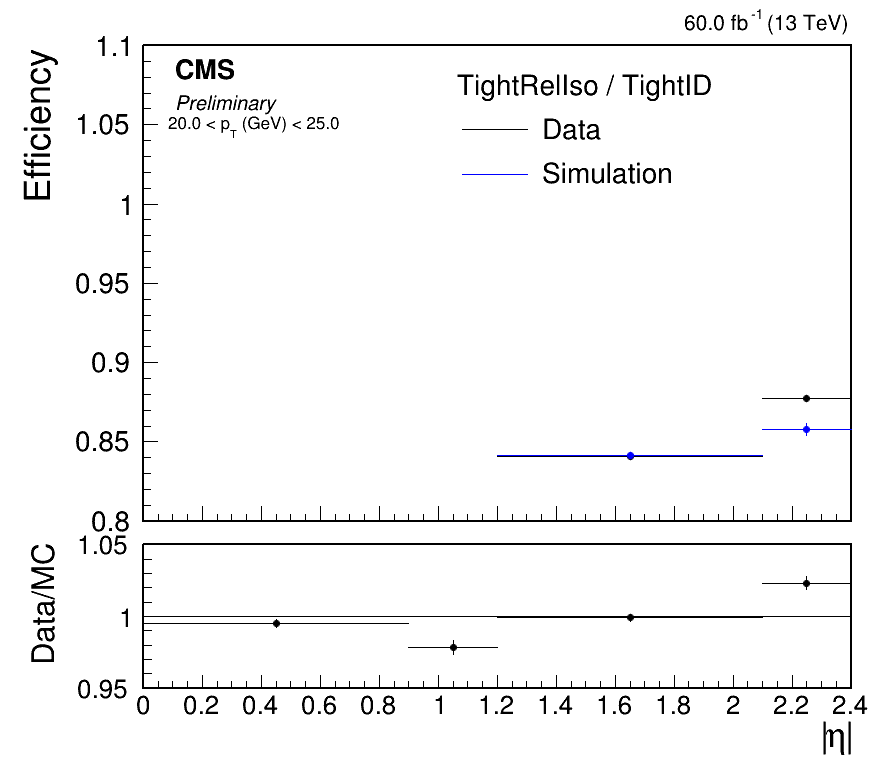 60.0 fb-1 (13 TeV)
CMS
Preliminary
20.0 < pT (GeV) < 25.0
TightRelIso / TightID
Data
Simulation
Efficiency
1.1
1.05
1
0.95
0.9
0.85
0.8
Data/MC
1.05
1
0.95
0 0.2 0.4 0.6 0.8 1 1.2 1.4 1.6 1.8 2 2.2 2.4
|η|